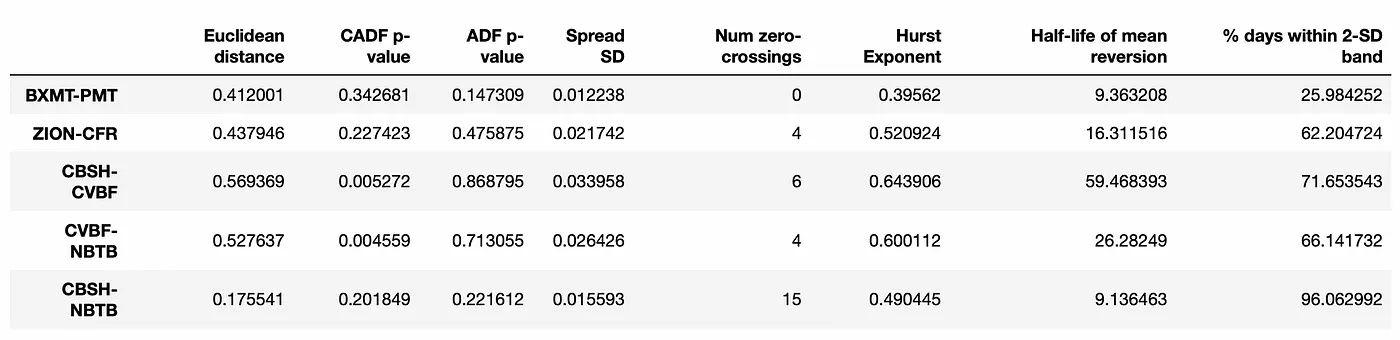 Euclidean distance CADF p-value ADF p-value Spread SD Num zero-crossings Hurst Exponent Half-life of mean reversion % days within 2-SD band
BXMT-PMT 0.412001 0.342681 0.147309 0.012238 0 0.39562 9.363208 25.984252
ZION-CFR 0.437946 0.227423 0.475875 0.021742 4 0.520924 16.311516 62.204724
CBSH-CVBF 0.569369 0.005272 0.868795 0.033958 6 0.643906 59.468393 71.653543
CVBF-NBTB 0.527637 0.004559 0.713055 0.026426 4 0.600112 26.28249 66.141732
CBSH-NBTB 0.175541 0.201849 0.221612 0.015593 15 0.490445 9.136463 96.062992